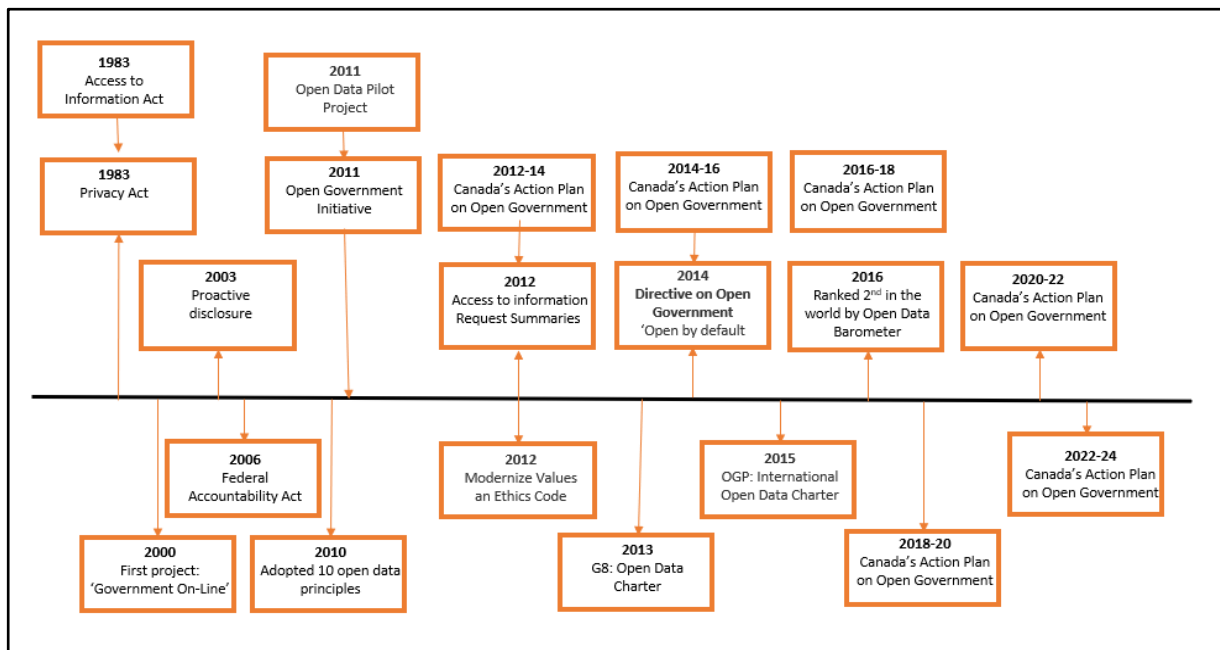 1983
Access to
Information Act
2011
Open Data Pilot
Project
1983
Privacy Act
2011
Open Government
Initiative
2012-14
Canada's Action Plan
on Open Government
2014-16
Canada's Action Plan
on Open Government
2016-18
Canada's Action Plan
on Open Government
2003
Proactive
disclosure
2012
Access to information
Request Summaries
2014
Directive on Open
Government
'Open by default
2016
Ranked 2nd in the
world by Open Data
Barometer
2020-22
Canada's Action Plan
on Open Government
2006
Federal
Accountability Act
2012
Modernize Values
an Ethics Code
2015
OGP: International
Open Data Charter
2022-24
Canada's Action Plan
on Open Government
2000
First project:
'Government On-Line'
2010
Adopted 10 open data
principles
2013
G8: Open Data
Charter
2018-20
Canada's Action Plan
on Open Government